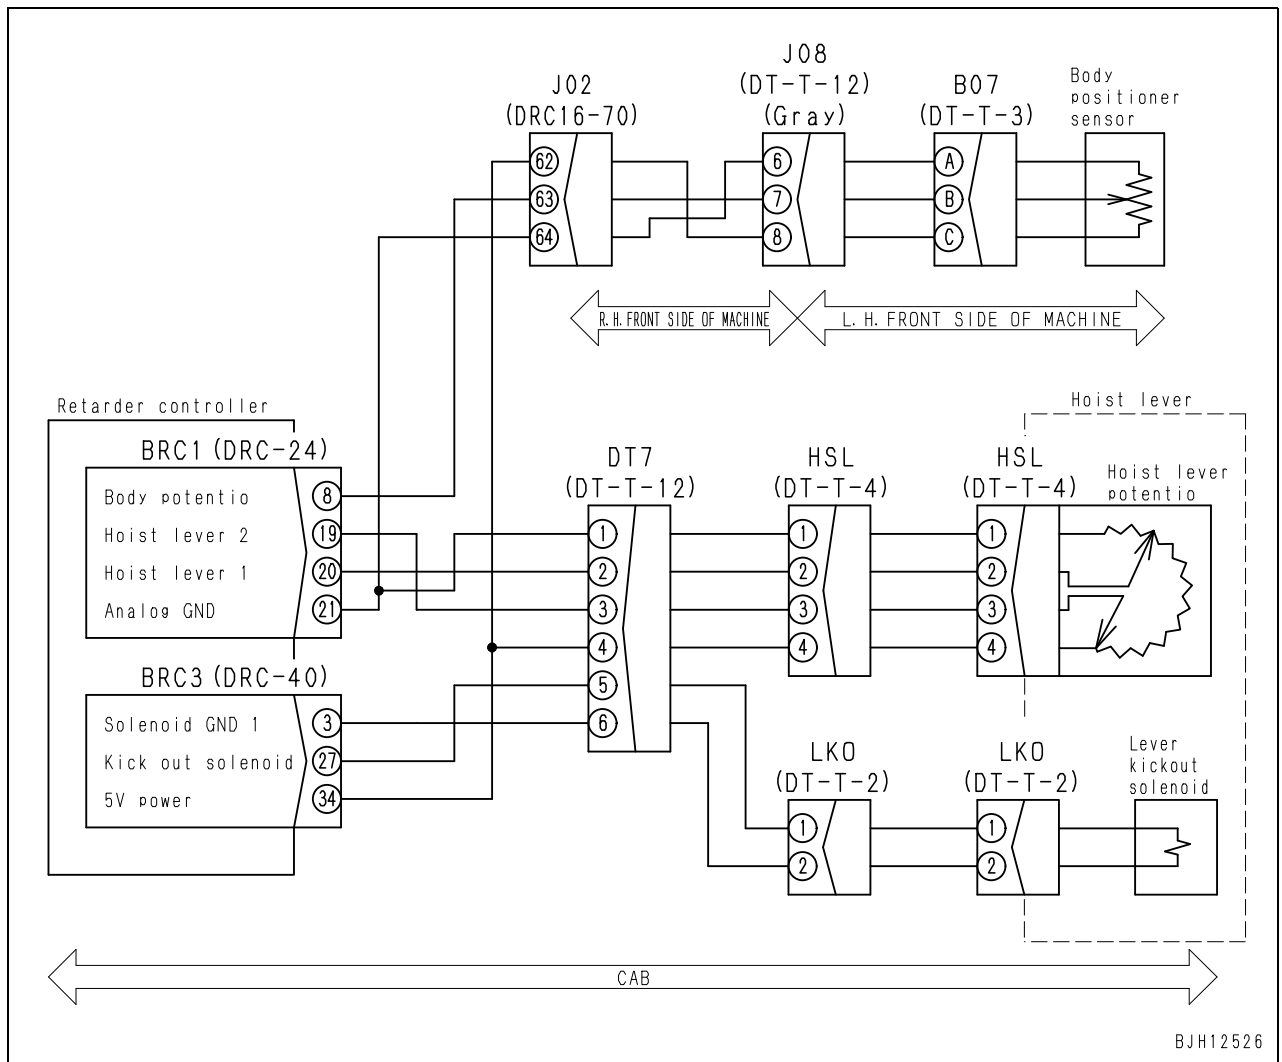 J08
J02
(DT-T-12)
B07
Body
positioner
sensor
(DRC16-70)
(Gray)
(DT-T-3)
62
6
A
63
7
B
64
8
C
R.H.FRONT SIDE OF MACHINE
L.H.FRONT SIDE OF MACHINE
Retarder controller
Hoist lever
BRC1 (DRC-24)
DT7
(DT-T-12)
HSL
(DT-T-4)
HSL
(DT-T-4)
Hoist lever
potentio
Body potentio 8
Hoist lever 2 19
Hoist lever 1 20
Analog GND 21
1
2
3
4
5
6
1
2
3
4
1
2
3
4
BRC3 (DRC-40)
Solenoid GND 1 3
Kick out solenoid 27
5V power 34
LKO
(DT-T-2)
LKO
(DT-T-2)
Lever
kickout
solenoid
1
2
1
2
CAB
BJH12526